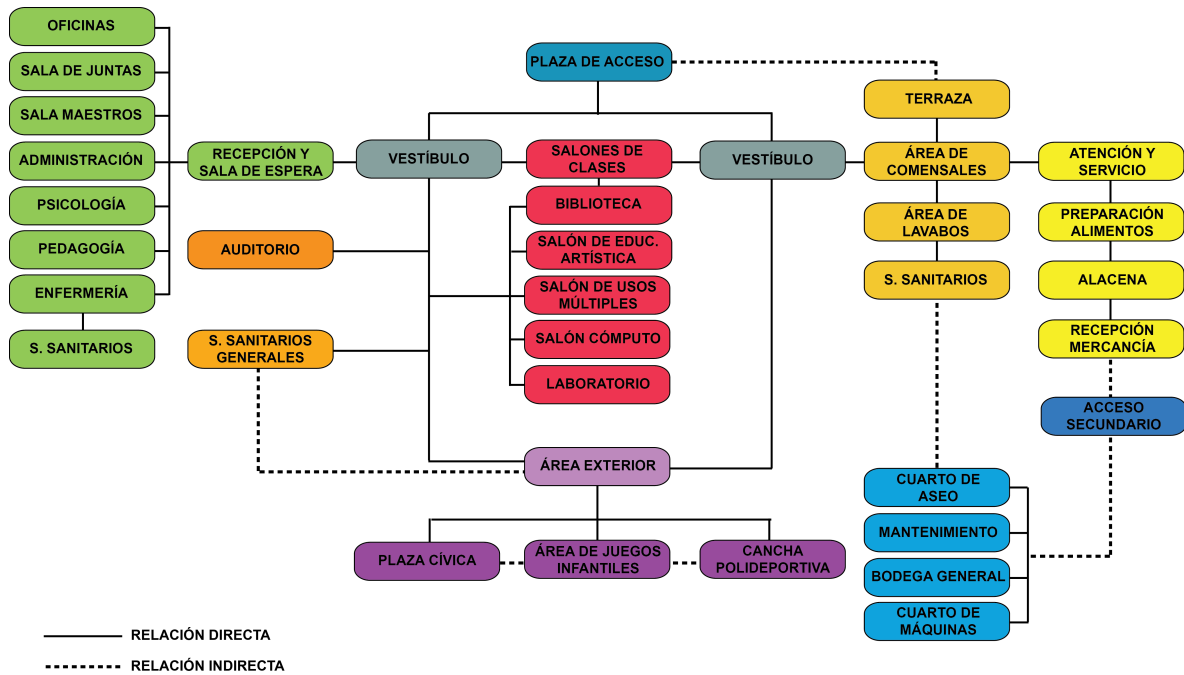 OFICINAS
SALA DE JUNTAS
SALA MAESTROS
ADMINISTRACIÓN
PSICOLOGÍA
PEDAGOGÍA
ENFERMERÍA
S. SANITARIOS
RECEPCIÓN Y
SALA DE ESPERA
AUDITORIO
S. SANITARIOS
GENERALES
PLAZA DE ACCESO
VESTÍBULO
SALONES DE
CLASES
BIBLIOTECA
SALÓN DE EDUC.
ARTÍSTICA
SALÓN DE USOS
MÚLTIPLES
SALÓN CÓMPUTO
LABORATORIO
VESTÍBULO
ÁREA EXTERIOR
PLAZA CÍVICA
ÁREA DE JUEGOS
INFANTILES
CANCHA
POLIDEPORTIVA
TERRAZA
ÁREA DE
COMENSALES
ÁREA DE
LAVABOS
S. SANITARIOS
ATENCIÓN Y
SERVICIO
PREPARACIÓN
ALIMENTOS
ALACENA
RECEPCIÓN
MERCANCÍA
ACCESO
SECUNDARIO
CUARTO DE
ASEO
MANTENIMIENTO
BODEGA GENERAL
CUARTO DE
MÁQUINAS
RELACIÓN DIRECTA
RELACIÓN INDIRECTA